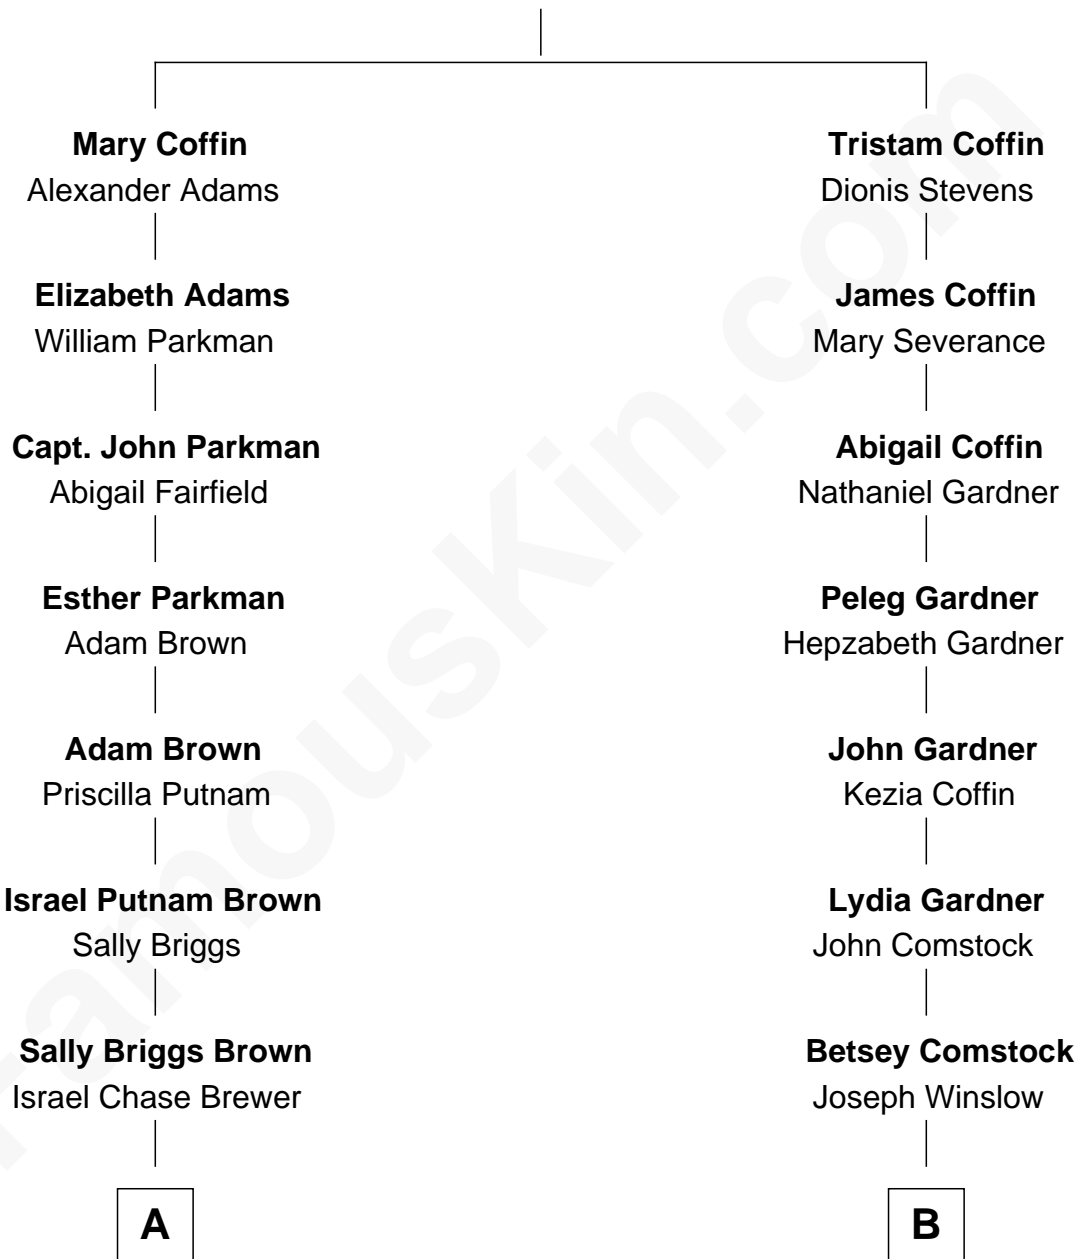 Mary Coffin
Alexander Adams
Elizabeth Adams
William Parkman
Capt. John Parkman
Abigail Fairfield
Esther Parkman
Adam Brown
Adam Brown
Priscilla Putnam
Israel Putnam Brown
Sally Briggs
Sally Briggs Brown
Israel Chase Brewer
A
Tristam Coffin
Dionis Stevens
James Coffin
Mary Severance
Abigail Coffin
Nathaniel Gardner
Peleg Gardner
Hepzabeth Gardner
John Gardner
Kezia Coffin
Lydia Gardner
John Comstock
Betsey Comstock
Joseph Winslow
B
FamousKin.com